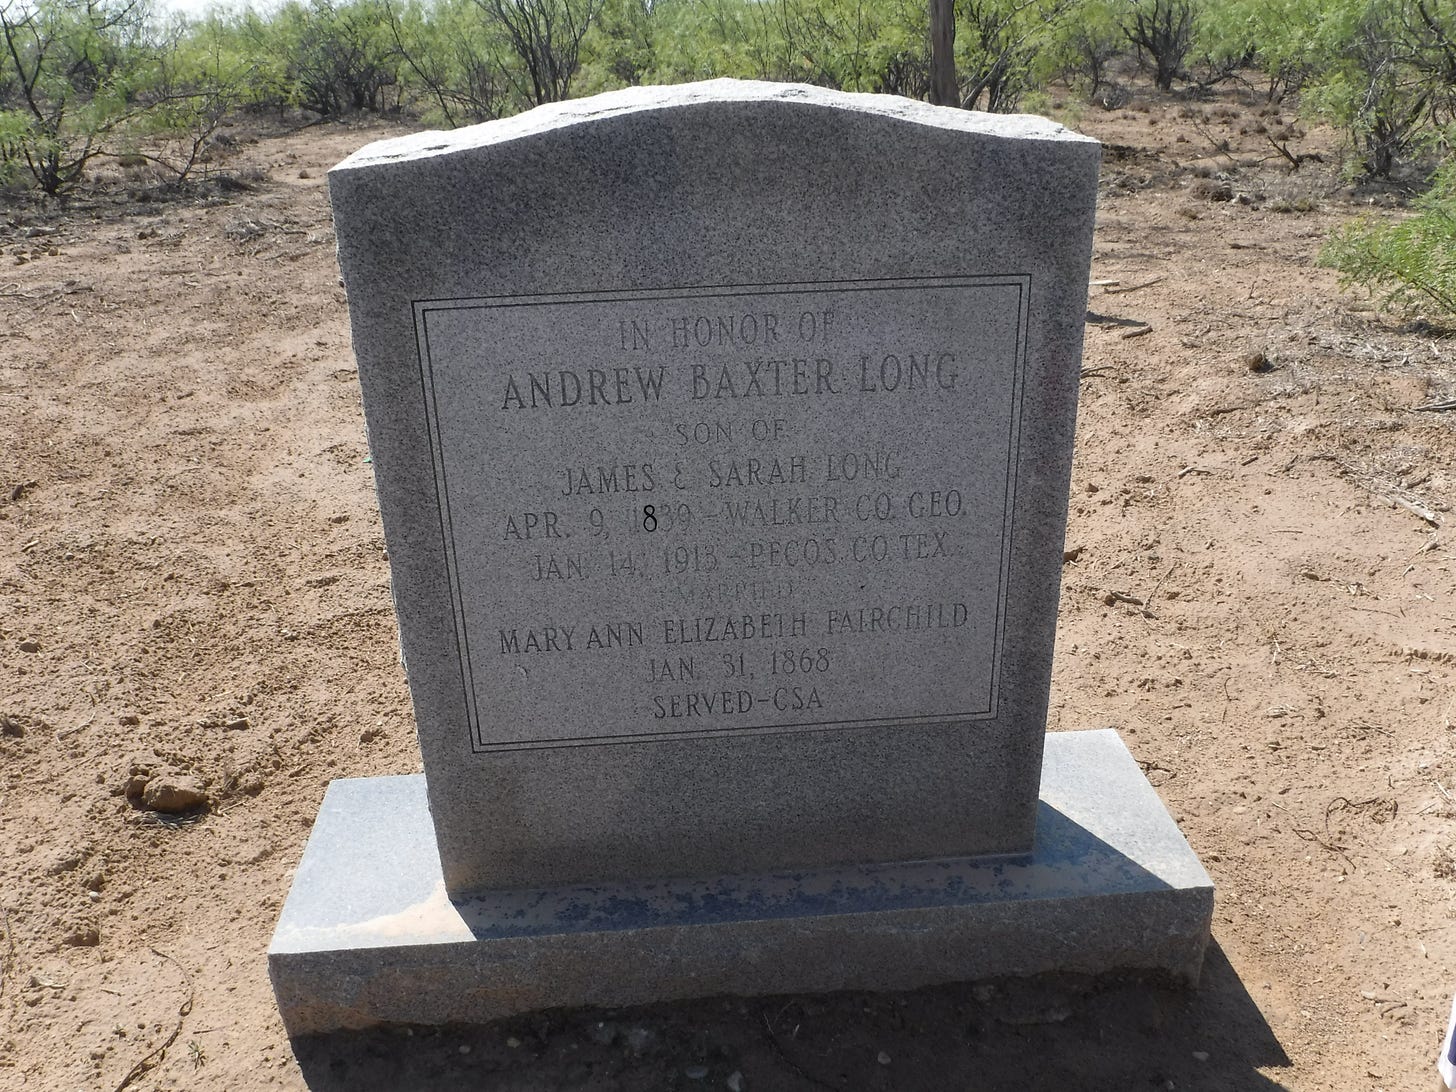 IN HONOR OF
ANDREW BAXTER LONG
SON OF
JAMES & SARAH LONG
APR. 9, 1839 - WALKER CO. GEO.
JAN. 14, 1913 - PECOS CO. TEX.
MARRIED
MARY ANN ELIZABETH FAIRCHILD
JAN. 31, 1868
SERVED-CSA